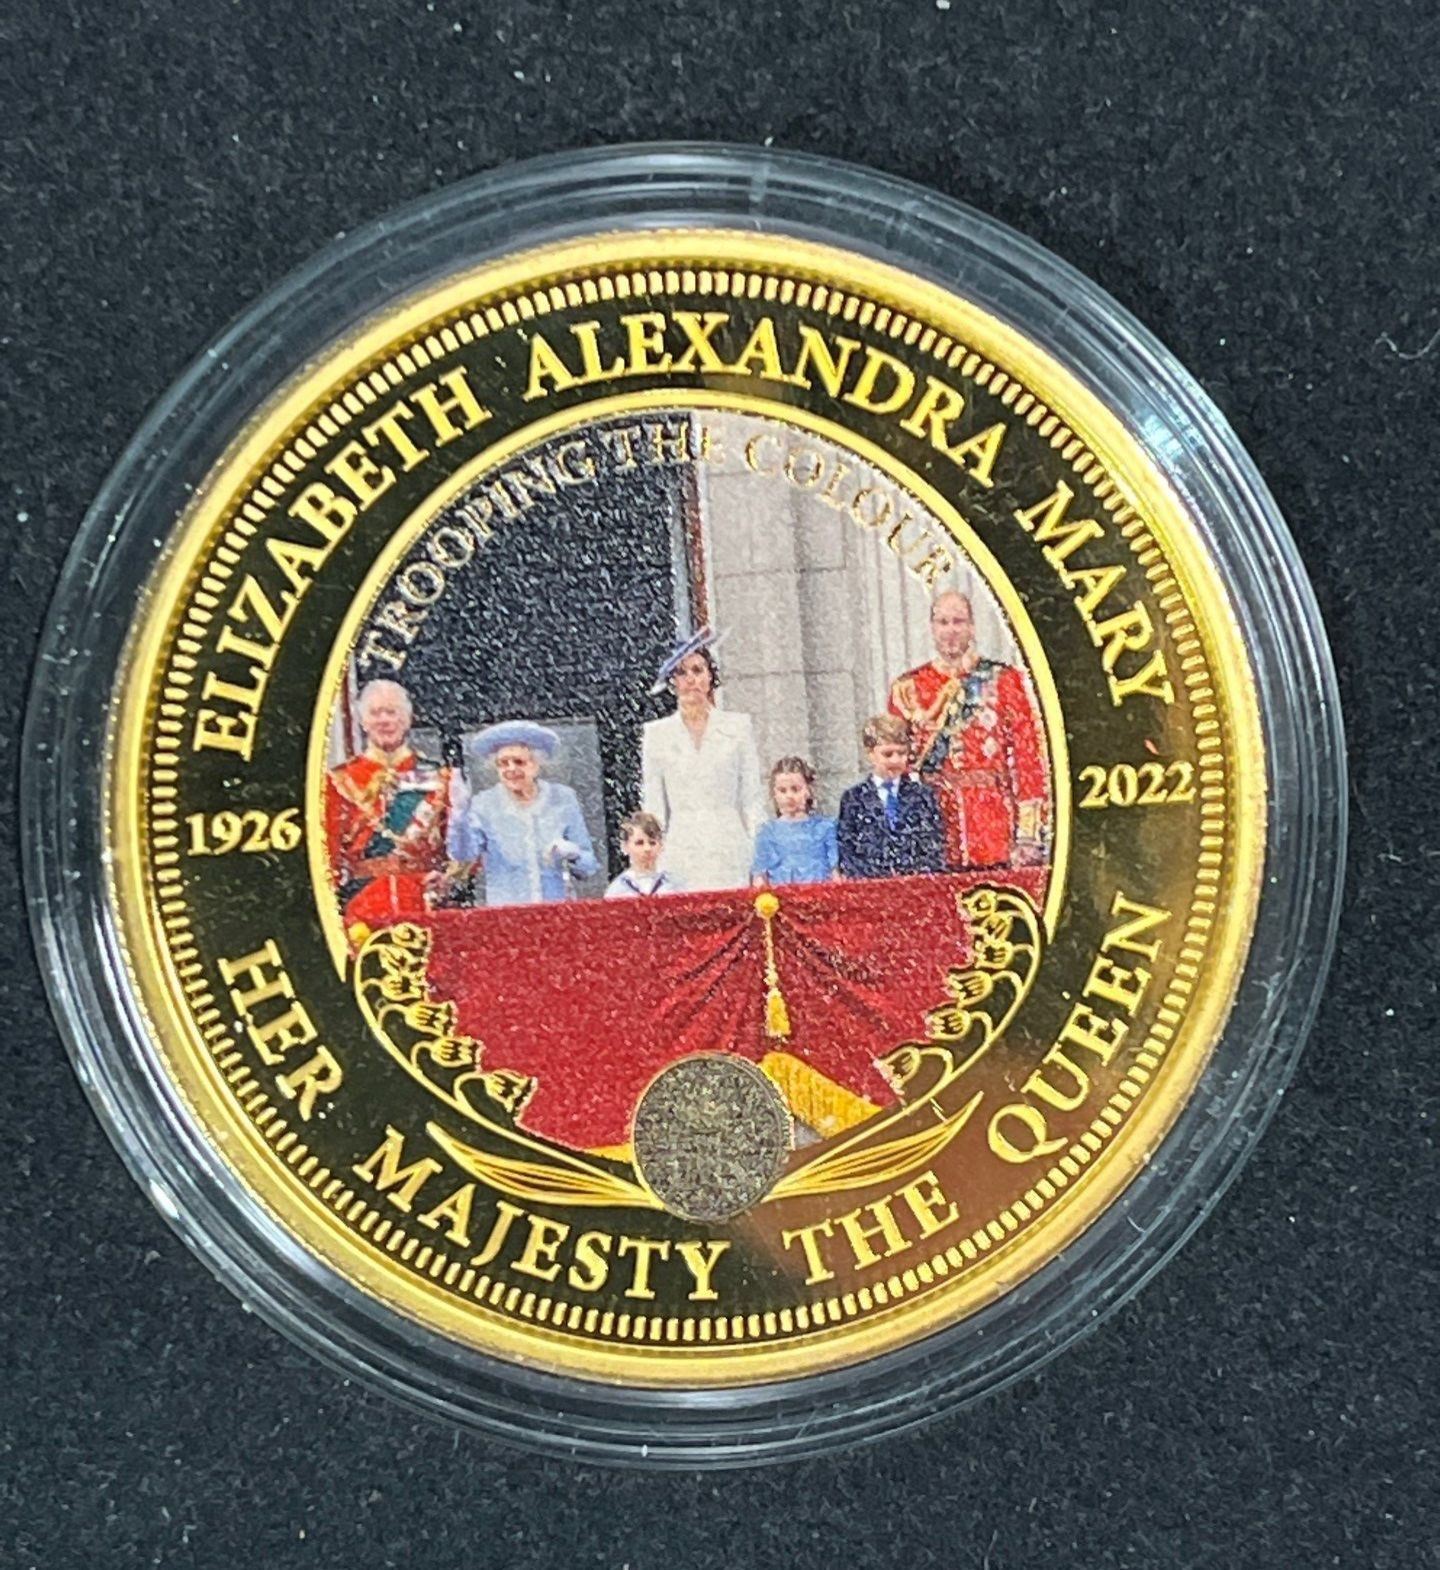 ELIZABETH ALEXANDRA MARY
TROOPING THE COLOUR
1926
2022
HER MAJESTY THE QUEEN